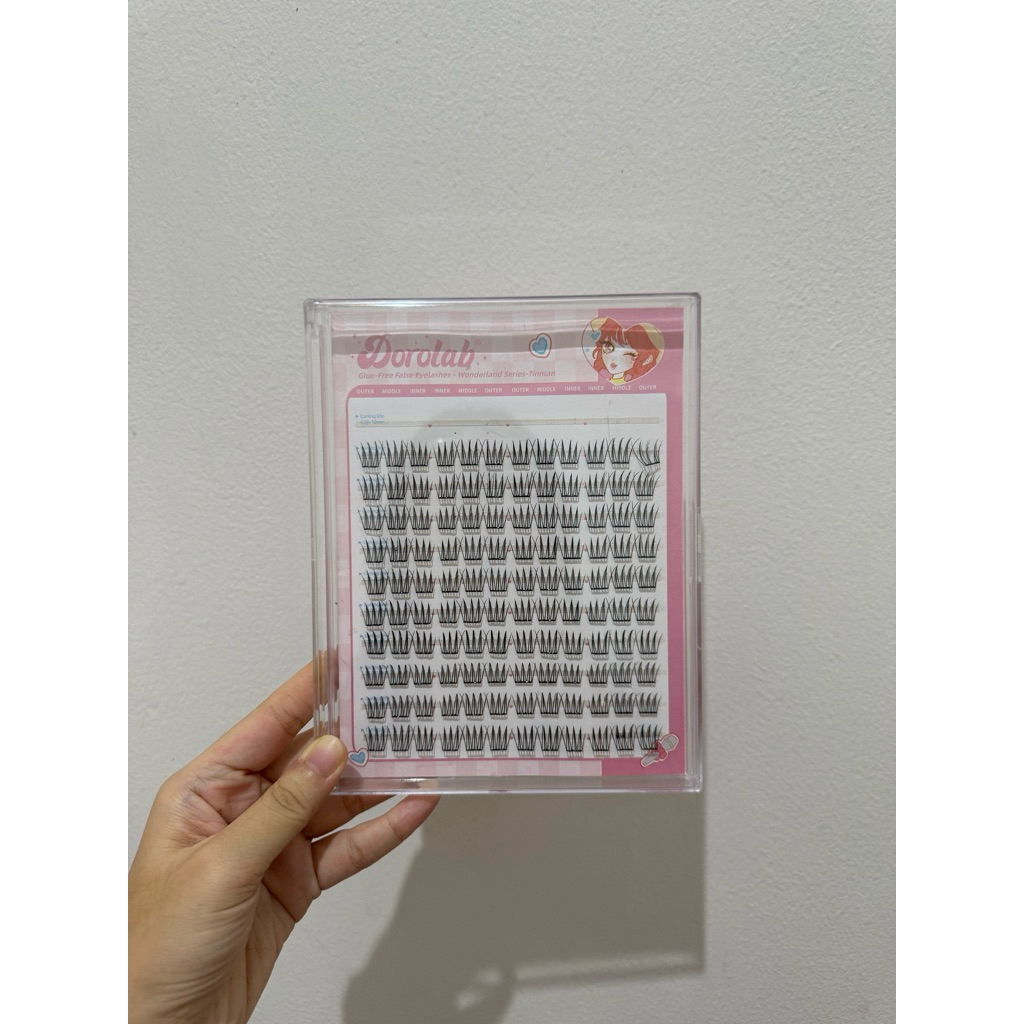 Dorolab
Glue-Free False Eyelashes - Wonderland Series-Tinman
OUTER MIDDLE INNER INNER MIDDLE OUTER OUTER MIDDLE INNER INNER MIDDLE OUTER